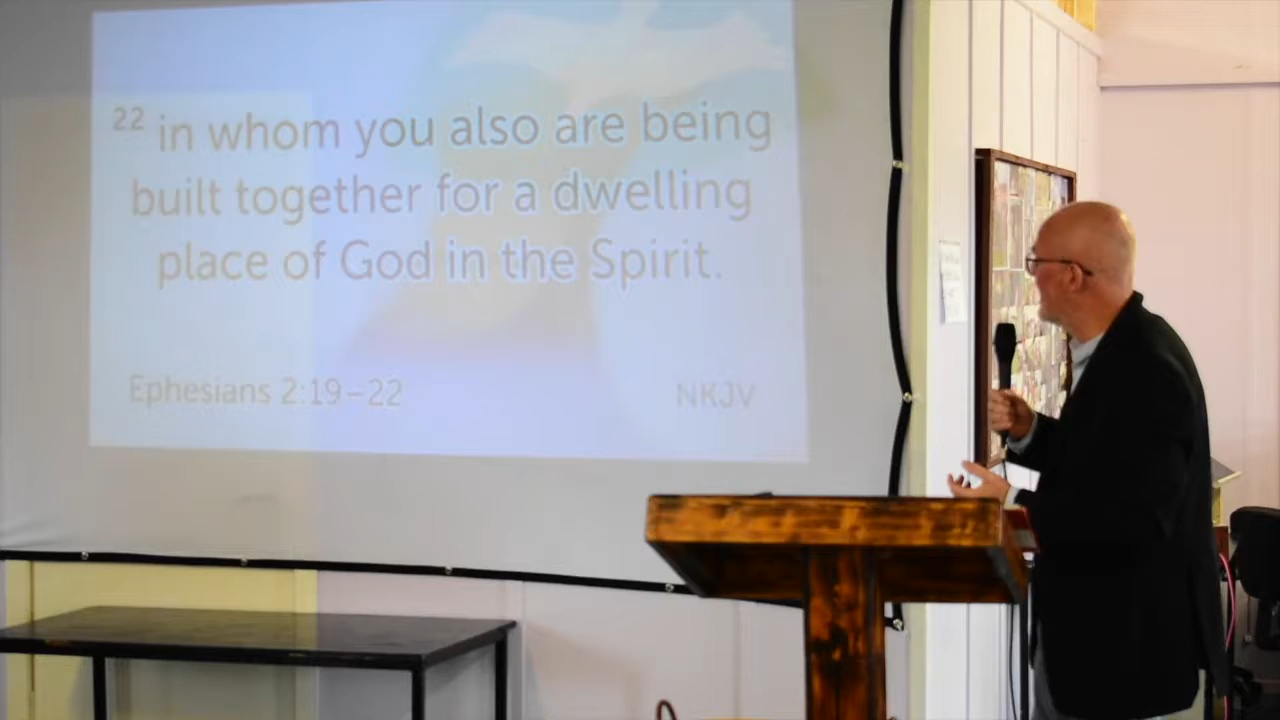 22 in whom you also are being
built together for a dwelling
place of God in the Spirit.
Ephesians 2:19–22 NKJV